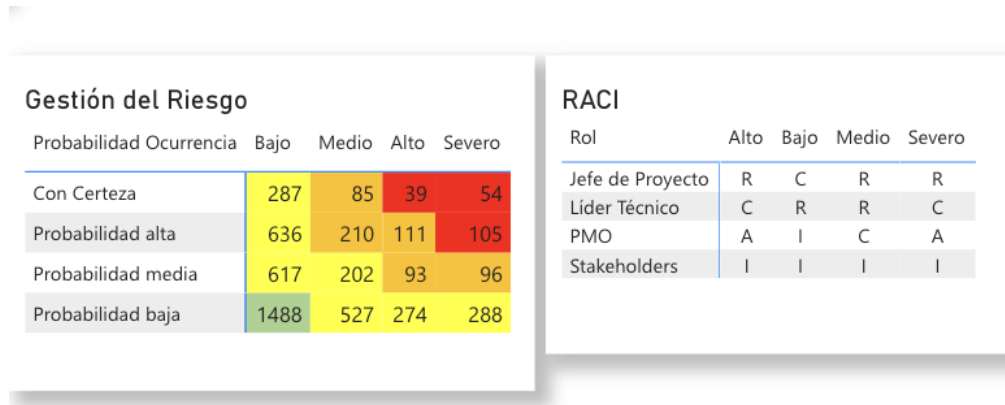 Gestión del Riesgo
Probabilidad Ocurrencia Bajo Medio Alto Severo
Con Certeza 287 85 39 54
Probabilidad alta 636 210 111 105
Probabilidad media 617 202 93 96
Probabilidad baja 1488 527 274 288
RACI
Rol Alto Bajo Medio Severo
Jefe de Proyecto R C R R
Líder Técnico C R R C
PMO A I C A
Stakeholders I I I I